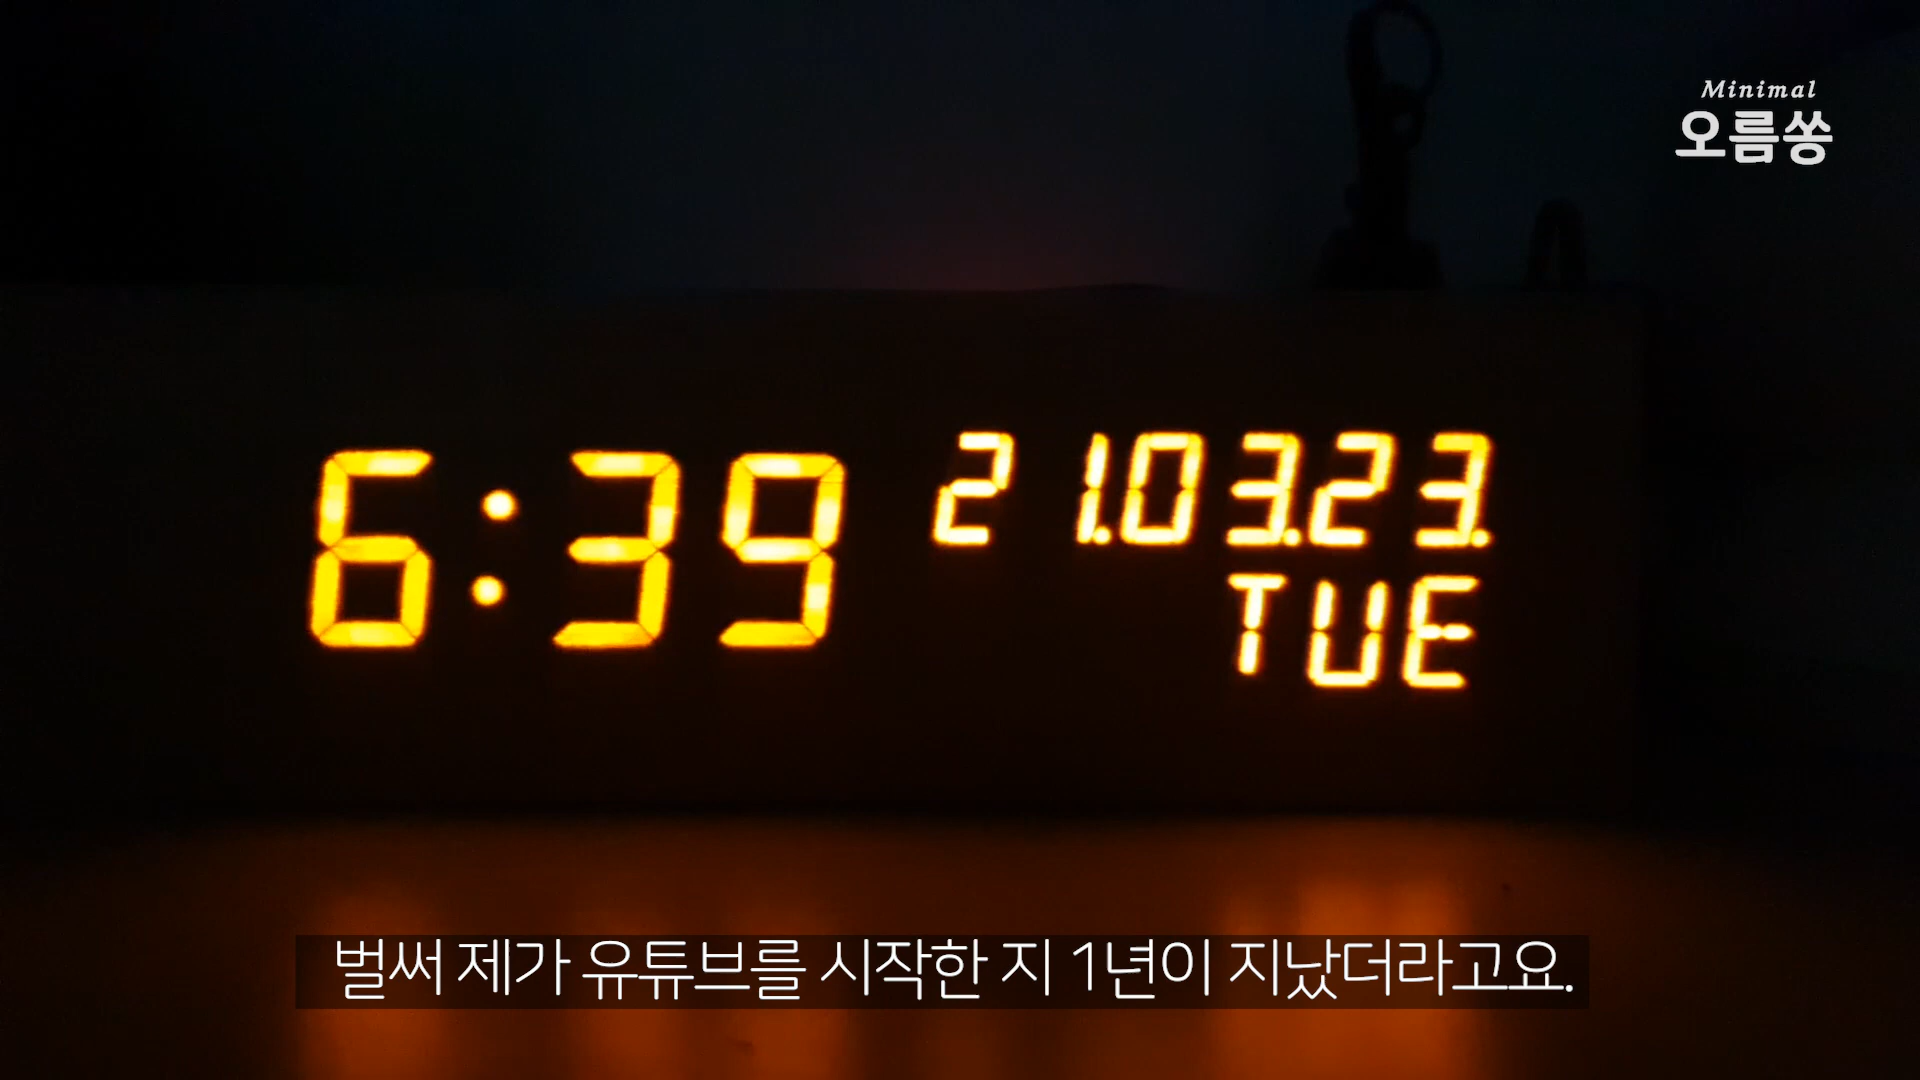 Minimal
오름쏭
6:39
21.03.23.
TUE
벌써 제가 유튜브를 시작한 지 1년이 지났더라고요.